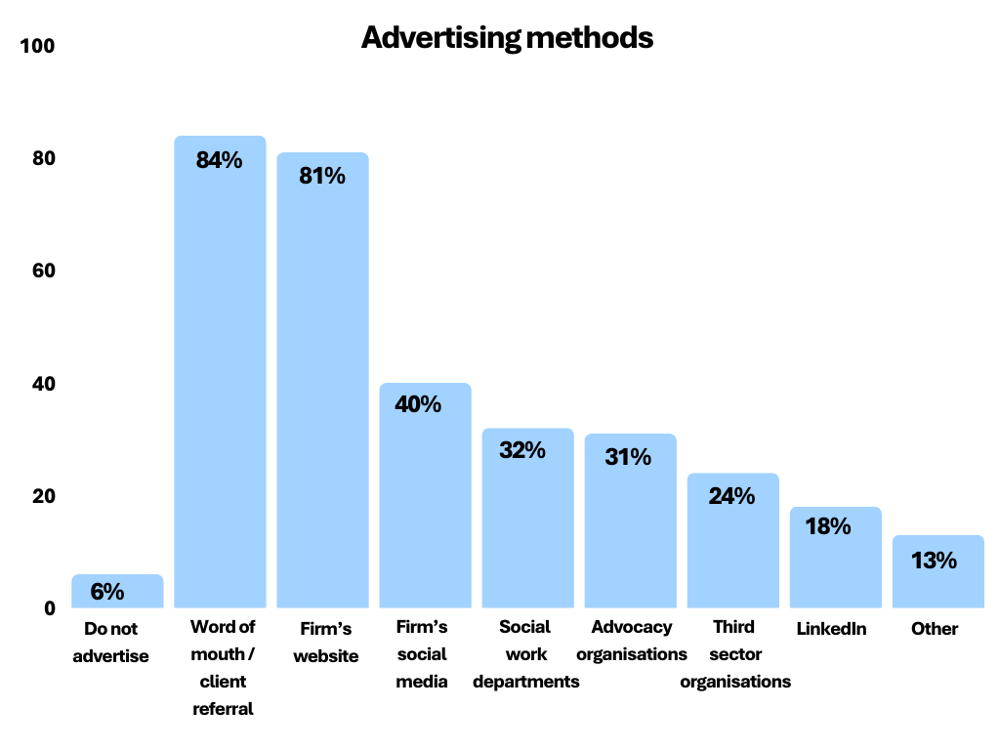 Advertising methods
100
80
60
40
20
0
6%
84%
81%
40%
32%
31%
24%
18%
13%
Do not
advertise
Word of
mouth /
client
referral
Firm's
website
Firm's
social
media
Social
work
departments
Advocacy
organisations
Third
sector
organisations
LinkedIn
Other